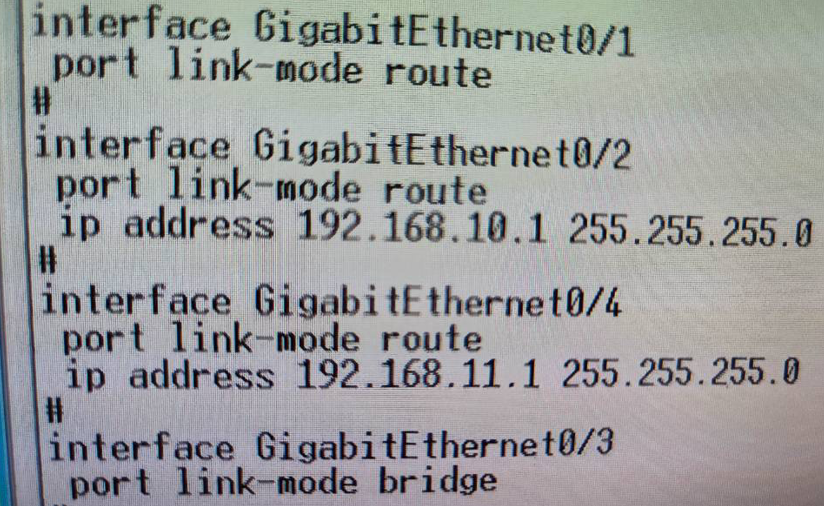 interface GigabitEthernet0/1
port link-mode route
#
interface GigabitEthernet0/2
port link-mode route
ip address 192.168.10.1 255.255.255.0
#
interface GigabitEthernet0/4
port link-mode route
ip address 192.168.11.1 255.255.255.0
#
interface GigabitEthernet0/3
port link-mode bridge